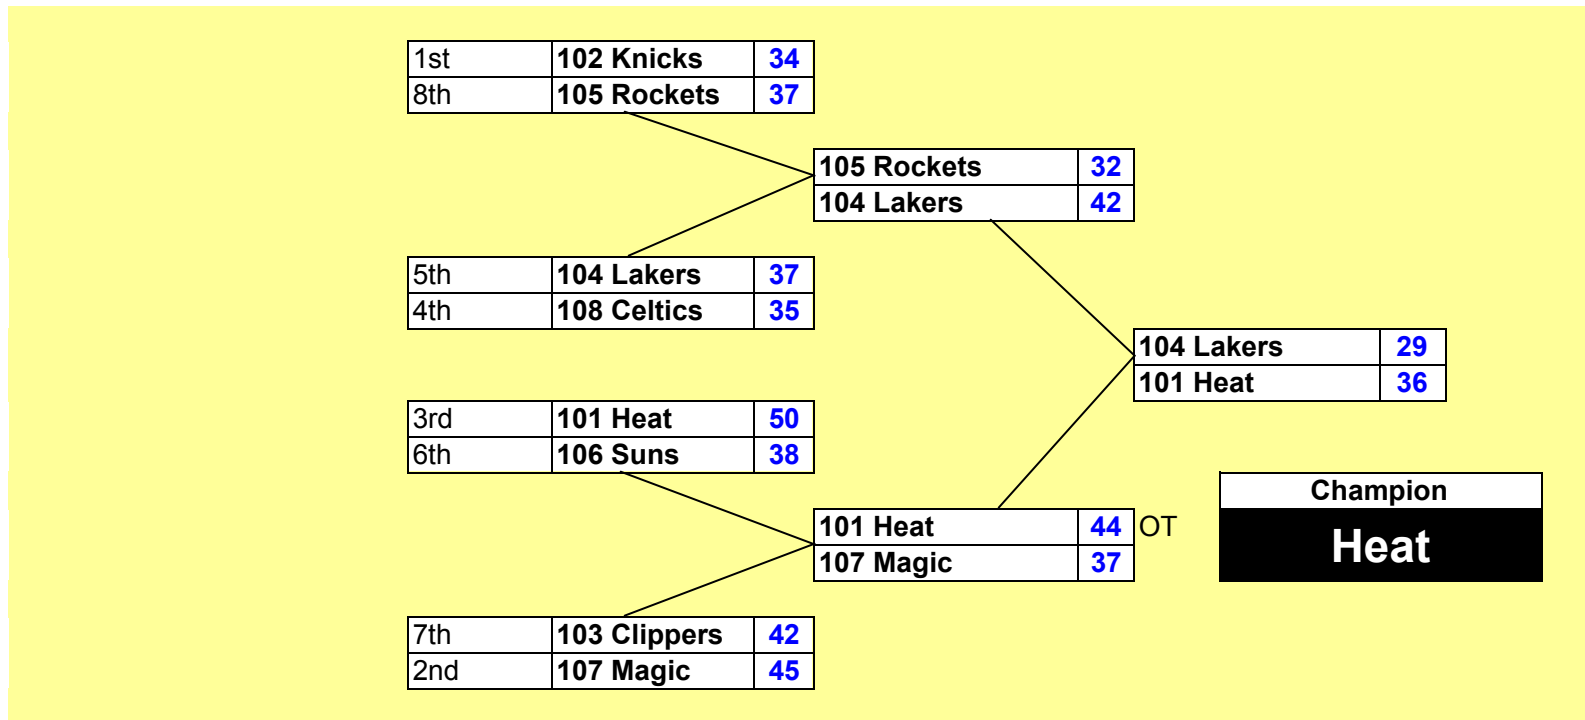 1st 102 Knicks 34
8th 105 Rockets 37
105 Rockets 32
104 Lakers 42
5th 104 Lakers 37
4th 108 Celtics 35
104 Lakers 29
101 Heat 36
3rd 101 Heat 50
6th 106 Suns 38
Champion
101 Heat 44 OT
107 Magic 37
Heat
7th 103 Clippers 42
2nd 107 Magic 45